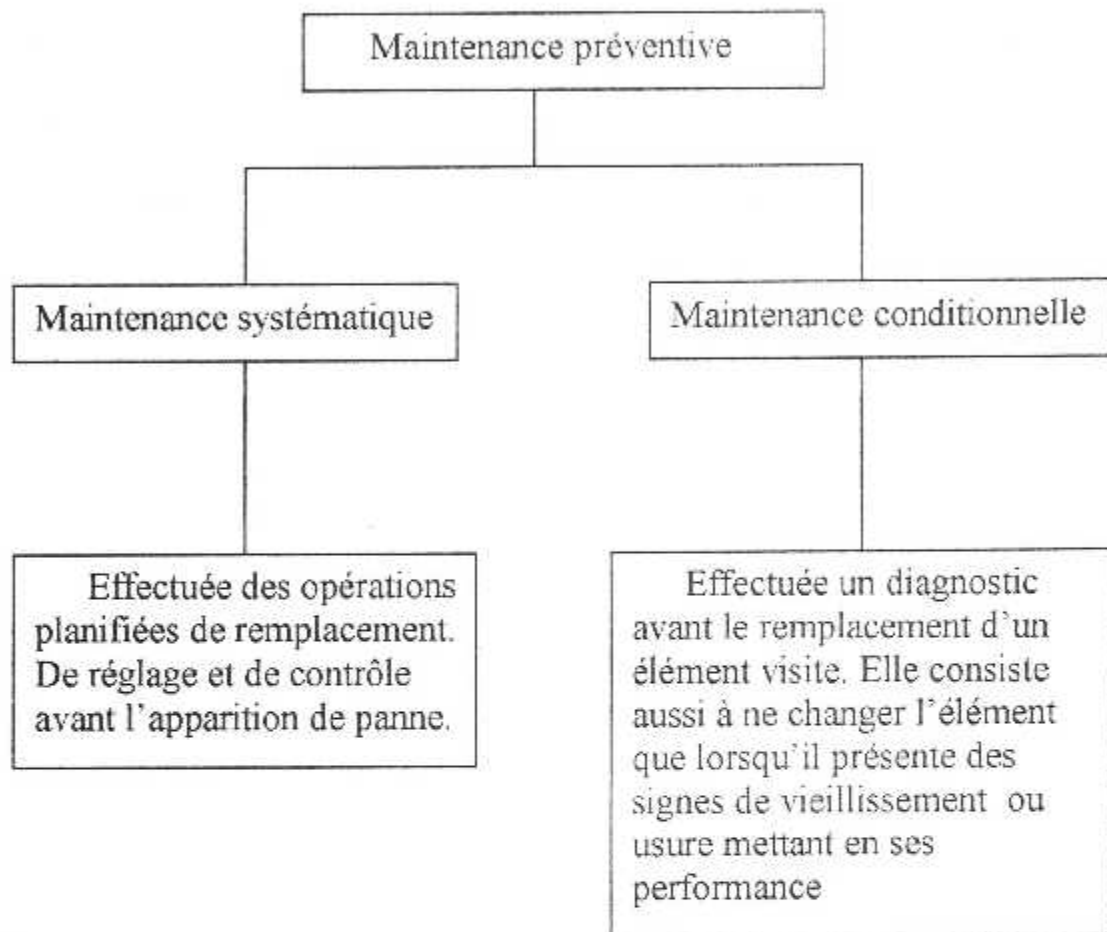 Maintenance préventive
Maintenance systématique
Maintenance conditionnelle
Effectuée des opérations
planifiées de remplacement.
De réglage et de contrôle
avant l'apparition de panne.
Effectuée un diagnostic
avant le remplacement d'un
élément visite. Elle consiste
aussi à ne changer l'élément
que lorsqu'il présente des
signes de vieillissement ou
usure mettant en ses
performance